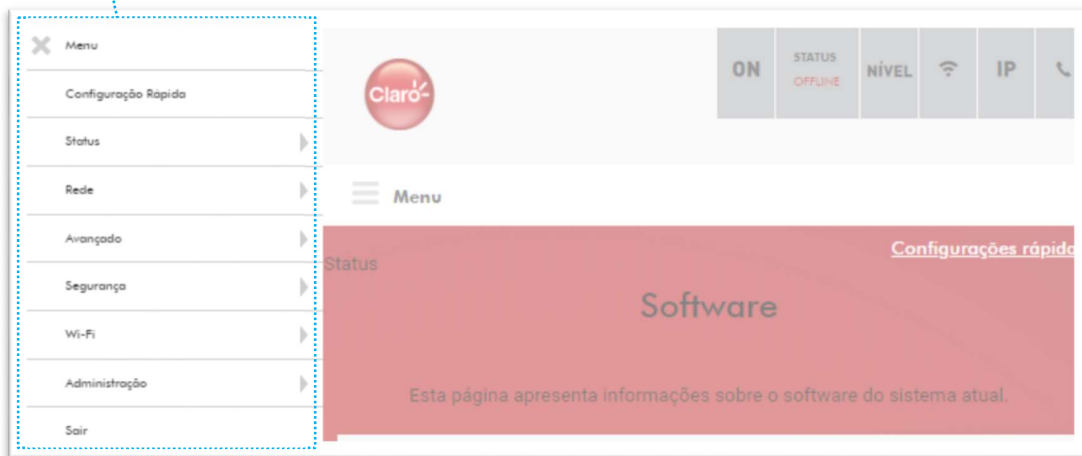 Menu
Configuração Rápida
Status
Rede
Avançado
Segurança
Wi-Fi
Administração
Sair
Claro
ON
STATUS
OFFLINE
NÍVEL
IP
Menu
Configurações rápida
Status
Software
Esta página apresenta informações sobre o software do sistema atual.